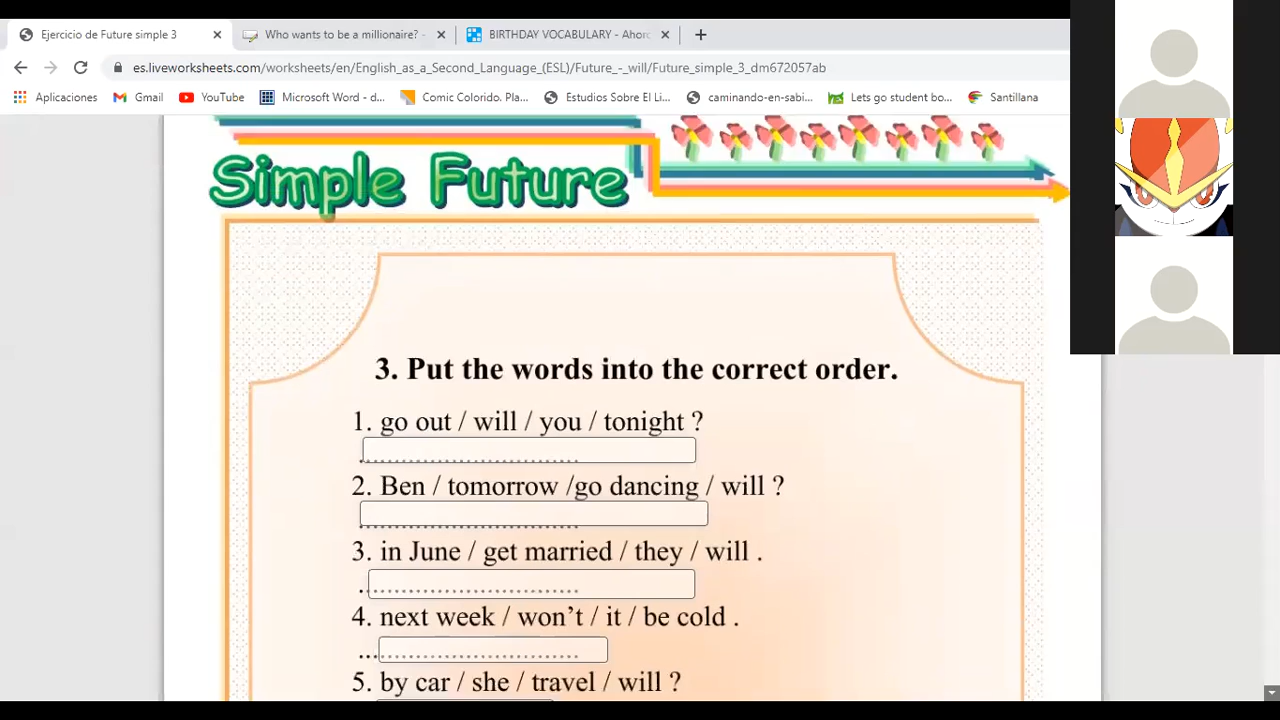 Ejercicio de Future simple 3
Who wants to be a millionaire? -
BIRTHDAY VOCABULARY - Ahorc
es.liveworksheets.com/worksheets/en/English_as_a_Second_Language_(ESL)/Future_-_will/Future_simple_3_dm672057ab
Aplicaciones Gmail YouTube Microsoft Word - d... Comic Colorido. Pla... Estudios Sobre El Li... caminando-en-sabi... Lets go student bo... Santillana
Simple Future
3. Put the words into the correct order.
1. go out / will / you / tonight ?
............................
2. Ben / tomorrow /go dancing / will ?
............................
3. in June / get married / they / will .
............................
4. next week / won’t / it / be cold .
............................
5. by car / she / travel / will ?